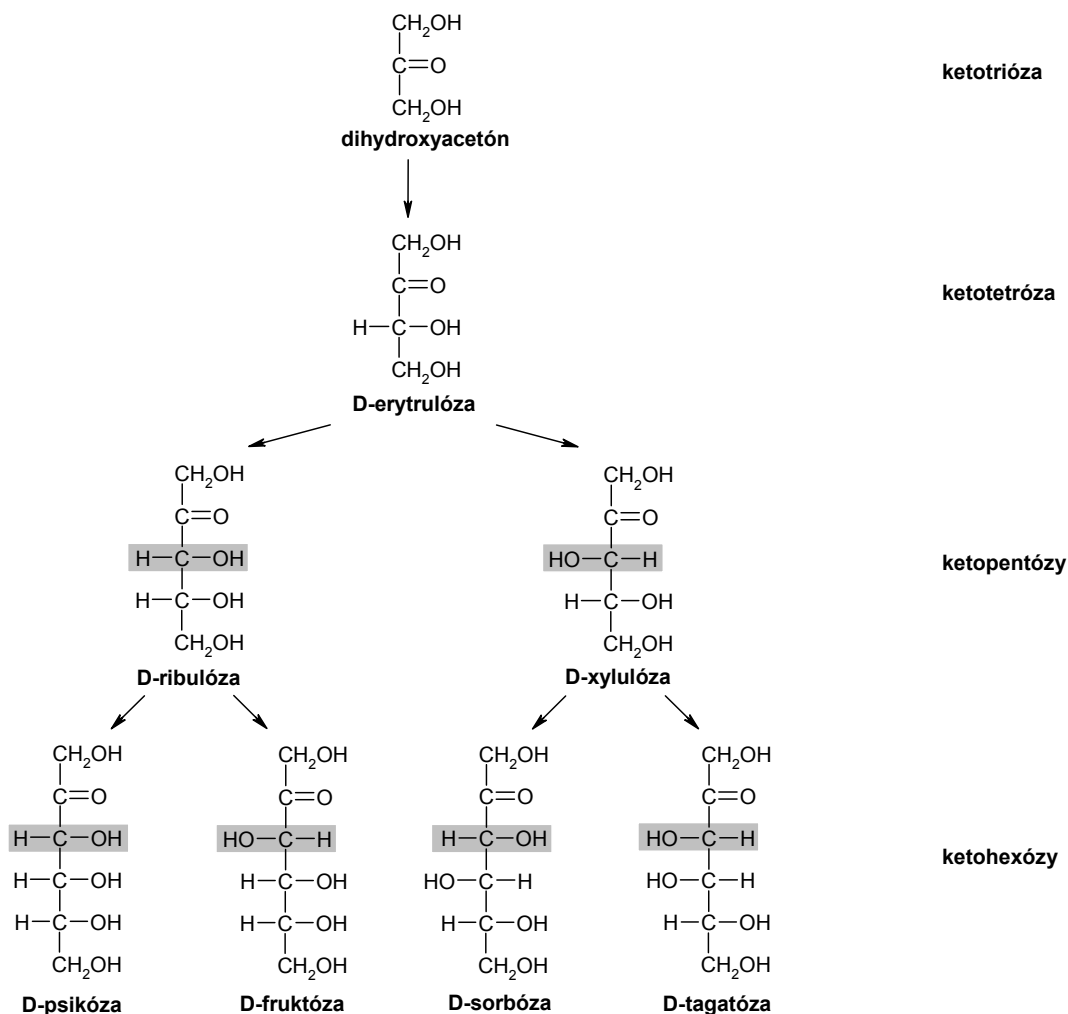 CH2OH
C=O ketotrióza
CH2OH
dihydroxyacetón
CH2OH
C=O ketotetróza
H—C—OH
CH2OH
D-erytrulóza
CH2OH CH2OH
C=O C=O
H—C—OH HO—C—H ketopentózy
H—C—OH H—C—OH
CH2OH CH2OH
D-ribulóza D-xylulóza
CH2OH CH2OH CH2OH CH2OH
C=O C=O C=O C=O
H—C—OH HO—C—H H—C—OH HO—C—H ketohexózy
H—C—OH H—C—OH HO—C—H HO—C—H
H—C—OH H—C—OH H—C—OH H—C—OH
CH2OH CH2OH CH2OH CH2OH
D-psikóza D-fruktóza D-sorbóza D-tagatóza